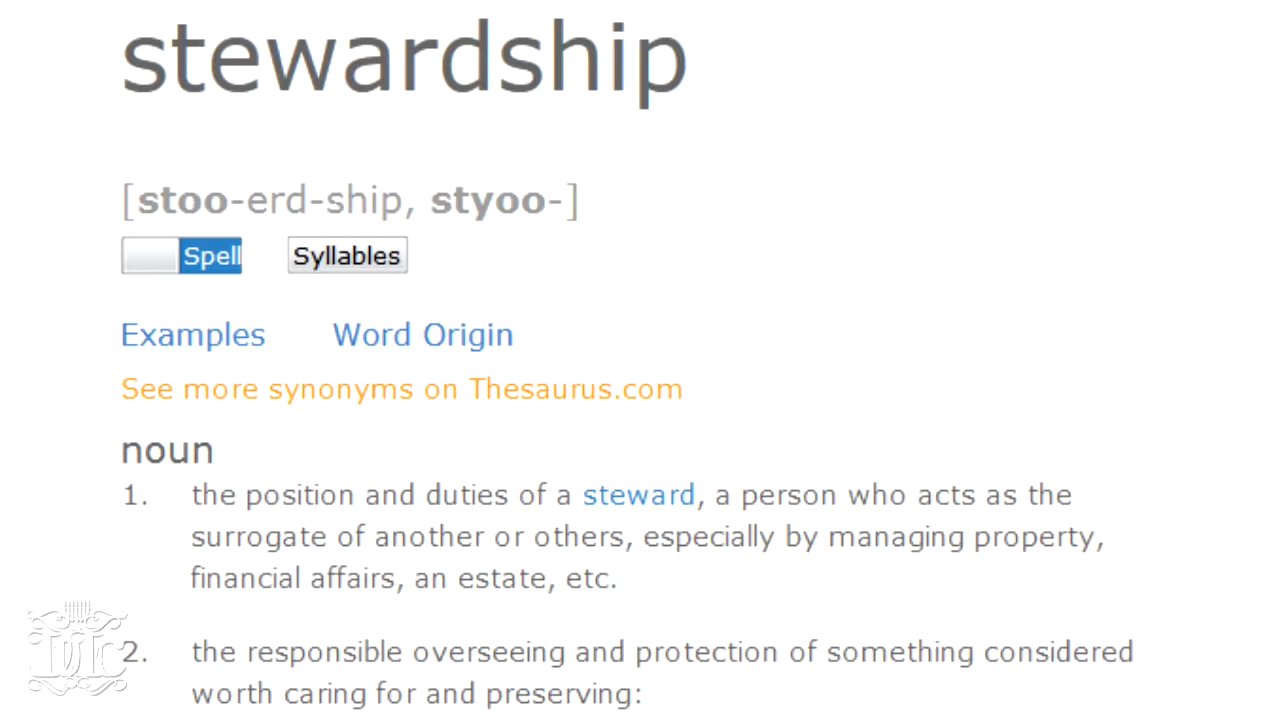 stewardship
[stoo-erd-ship, styoo-]
Spell Syllables
Examples Word Origin
See more synonyms on Thesaurus.com
noun
1. the position and duties of a steward, a person who acts as the
surrogate of another or others, especially by managing property,
financial affairs, an estate, etc.
2. the responsible overseeing and protection of something considered
worth caring for and preserving: